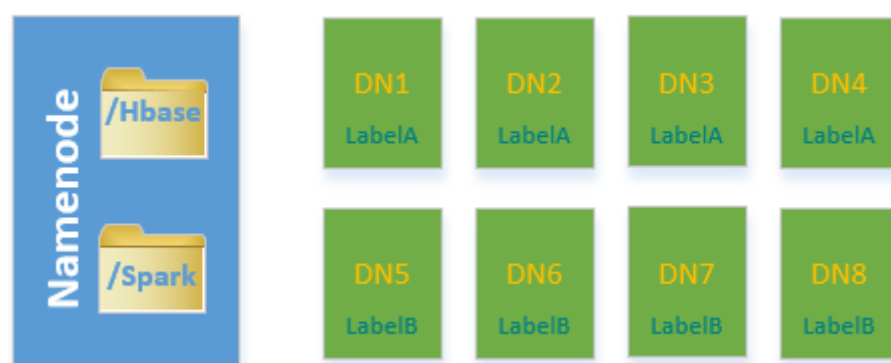 Namenode
/Hbase
/Spark
DN1
LabelA
DN2
LabelA
DN3
LabelA
DN4
LabelA
DN5
LabelB
DN6
LabelB
DN7
LabelB
DN8
LabelB